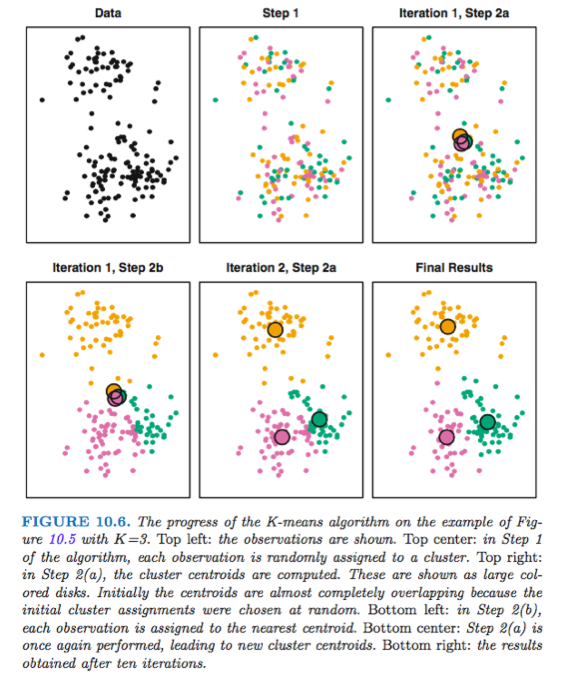 Data
Step 1
Iteration 1, Step 2a
Iteration 1, Step 2b
Iteration 2, Step 2a
Final Results
FIGURE 10.6. The progress of the K-means algorithm on the example of Fig-
ure 10.5 with K=3. Top left: the observations are shown. Top center: in Step 1
of the algorithm, each observation is randomly assigned to a cluster. Top right:
in Step 2(a), the cluster centroids are computed. These are shown as large col-
ored disks. Initially the centroids are almost completely overlapping because the
initial cluster assignments were chosen at random. Bottom left: in Step 2(b),
each observation is assigned to the nearest centroid. Bottom center: Step 2(a) is
once again performed, leading to new cluster centroids. Bottom right: the results
obtained after ten iterations.